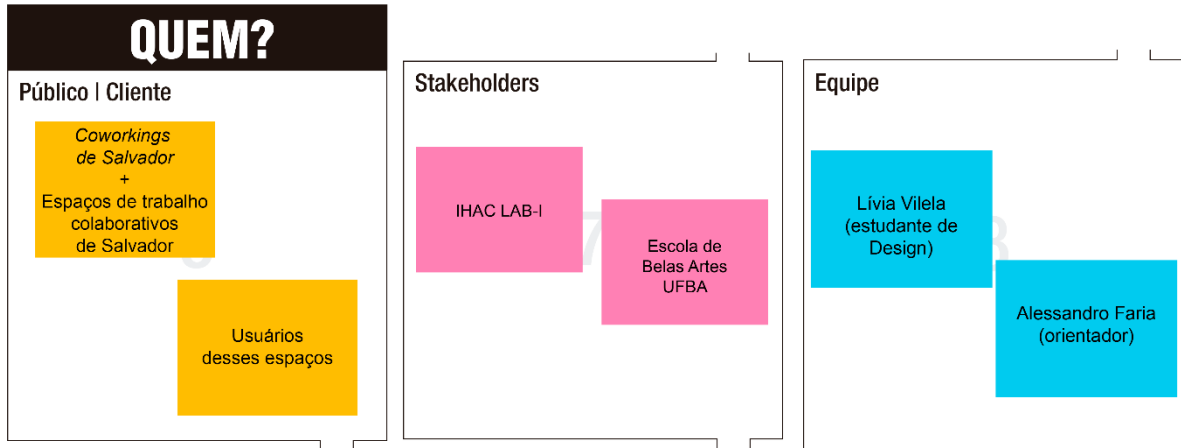 QUEM?
Público | Cliente
Coworkings
de Salvador
+
Espaços de trabalho
colaborativos
de Salvador
Usuários
desses espaços
Stakeholders
IHAC LAB-I
7
Escola de
Belas Artes
UFBA
Equipe
Lívia Vilela
(estudante de
Design)
Alessandro Faria
(orientador)